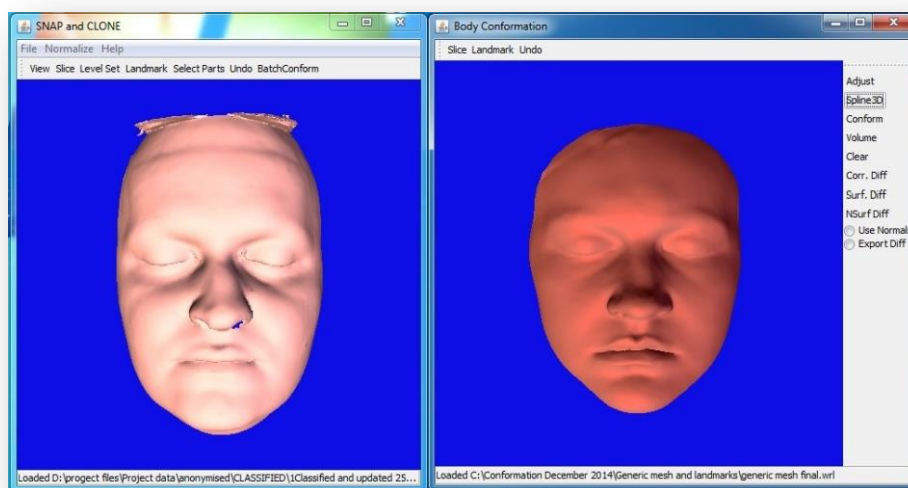 SNAP and CLONE
File Normalize Help
View Slice Level Set Landmark Select Parts Undo BatchConform
Loaded D:\progect files\Project data\anonymised\CLASSIFIED\1Classified and updated 25...
Body Conformation
Slice Landmark Undo
Adjust
Spline3D
Conform
Volume
Clear
Corr. Diff
Surf. Diff
NSurf Diff
Use Normals
Export Diff
Loaded C:\Conformation December 2014\Generic mesh and landmarks\generic mesh final.wrl